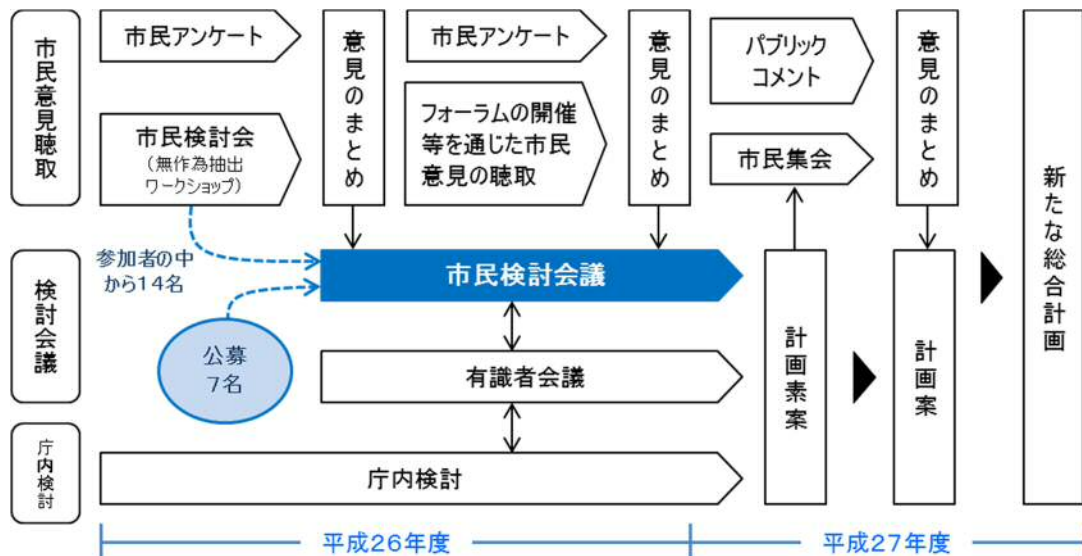 市民意見聴取
市民アンケート
市民検討会
(無作為抽出
ワークショップ)
意見のまとめ
市民アンケート
フォーラムの開催
等を通じた市民
意見の聴取
意見のまとめ
パブリック
コメント
市民集会
意見のまとめ
新たな総合計画
検討会議
参加者の中
から14名
公募
7名
市民検討会議
有識者会議
計画素案
計画案
庁内検討
庁内検討
平成26年度
平成27年度